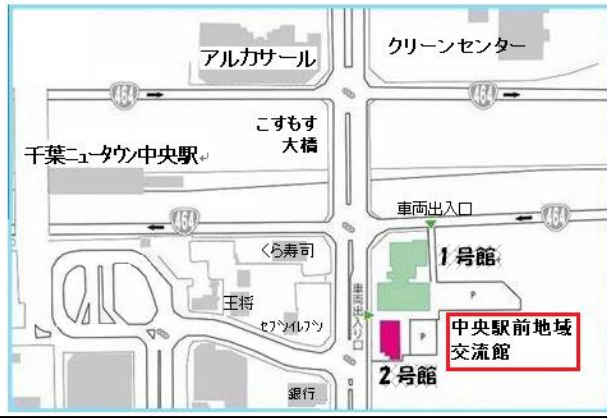 アルカサール
クリーンセンター
464
464
こすもす
大橋
千葉ニュータウン中央駅
車両出入口
464
464
くら寿司
1号館
王将
車両出入り口
P
セブンイレブン
P
中央駅前地域
交流館
2号館
銀行